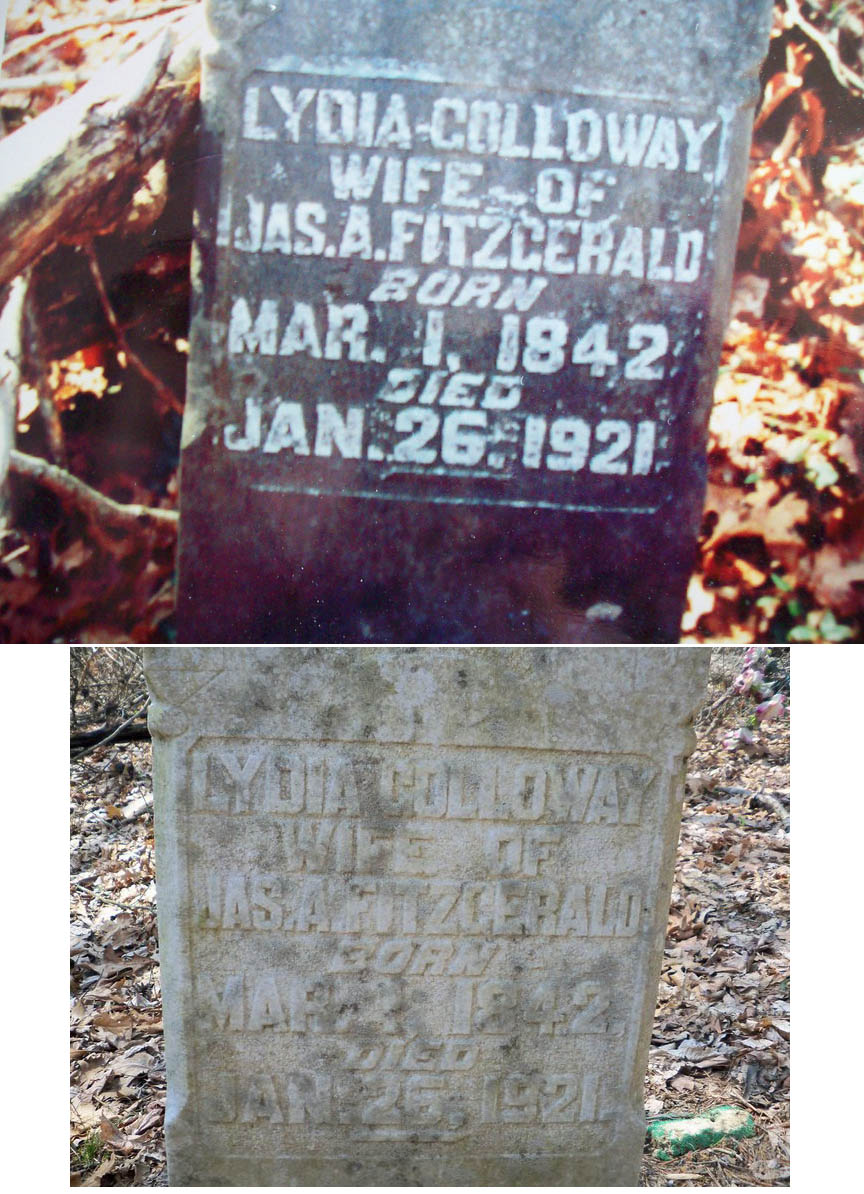 LYDIA-COLLOWAY,
WIFE-OF
JAS.A.FITZGERALD
BORN
MAR. 1, 1842
DIED
JAN. 26, 1921.
LYDIA COLLOWAY
WIFE OF
JAS.A.FITZGERALD
BORN
MAR. 1842,
DIED
JAN. 1921.